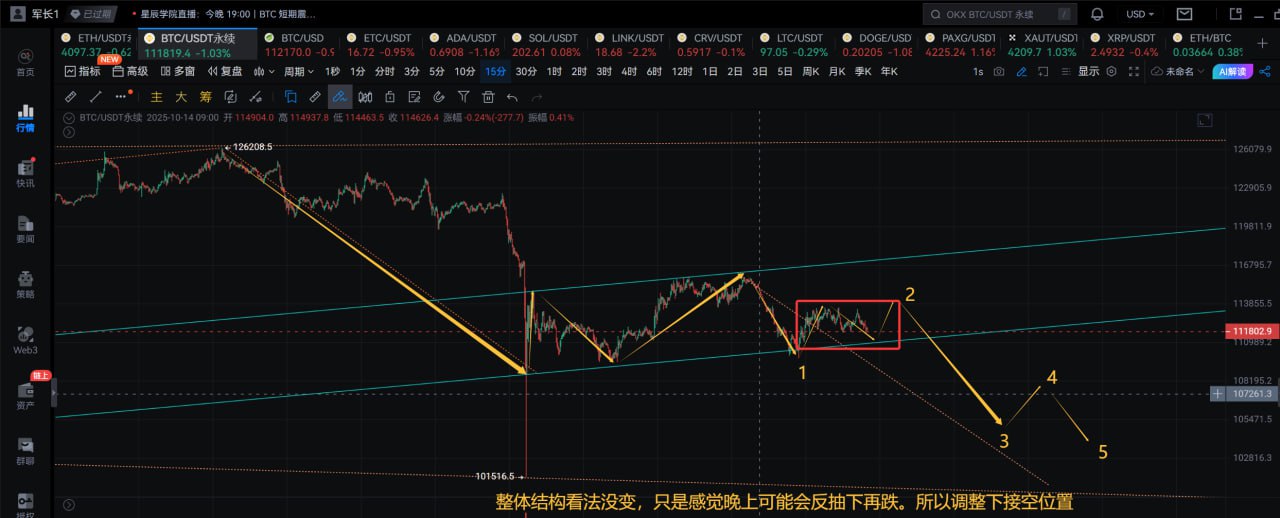 军长1 已过期 星辰学院直播：今晚 19:00丨BTC 短期震... OKX BTC/USDT 永续 / USD
ETH/USDT BTC/USDT永续 BTC/USD ETC/USDT ADA/USDT SOL/USDT LINK/USDT CRV/USDT LTC/USDT DOGE/USD PAXG/USDT XAUT/USDT XRP/USDT ETH/BTC
4097.37 -0.62 111819.4 -1.03% 112170.0 -0.9 16.72 -0.95% 0.6908 -1.16% 202.61 0.08% 18.68 -2.2% 0.5917 -0.1% 97.05 -0.29% 0.20205 -1.0 4225.24 1.16% 4209.7 1.03% 2.4932 -0.4% 0.03664 0.38%
NEW
指标 高级 多窗 复盘 周期 1秒 1分 分时 3分 5分 10分 15分 30分 1时 2时 3时 4时 6时 12时 1日 2日 3日 5日 周K 月K 季K 年K 1s 显示 未命名 AI解读
主 大 筹
BTC/USDT永续 2025-10-14 09:00 开 114904.0 高 114937.8 低 114463.5 收 114626.4 涨幅 -0.24%(-277.7) 振幅 0.41%
首页
行情
快讯
要闻
策略
Web3
链上
资产
群聊
授权
126208.5
126079.9
122905.9
119811.9
116795.7
113855.5
111802.9
110989.2
108195.2
107261.3
105471.5
102816.3
1
2
3
4
5
101516.5
整体结构看法没变，只是感觉晚上可能会反抽下再跌。所以调整下接空位置